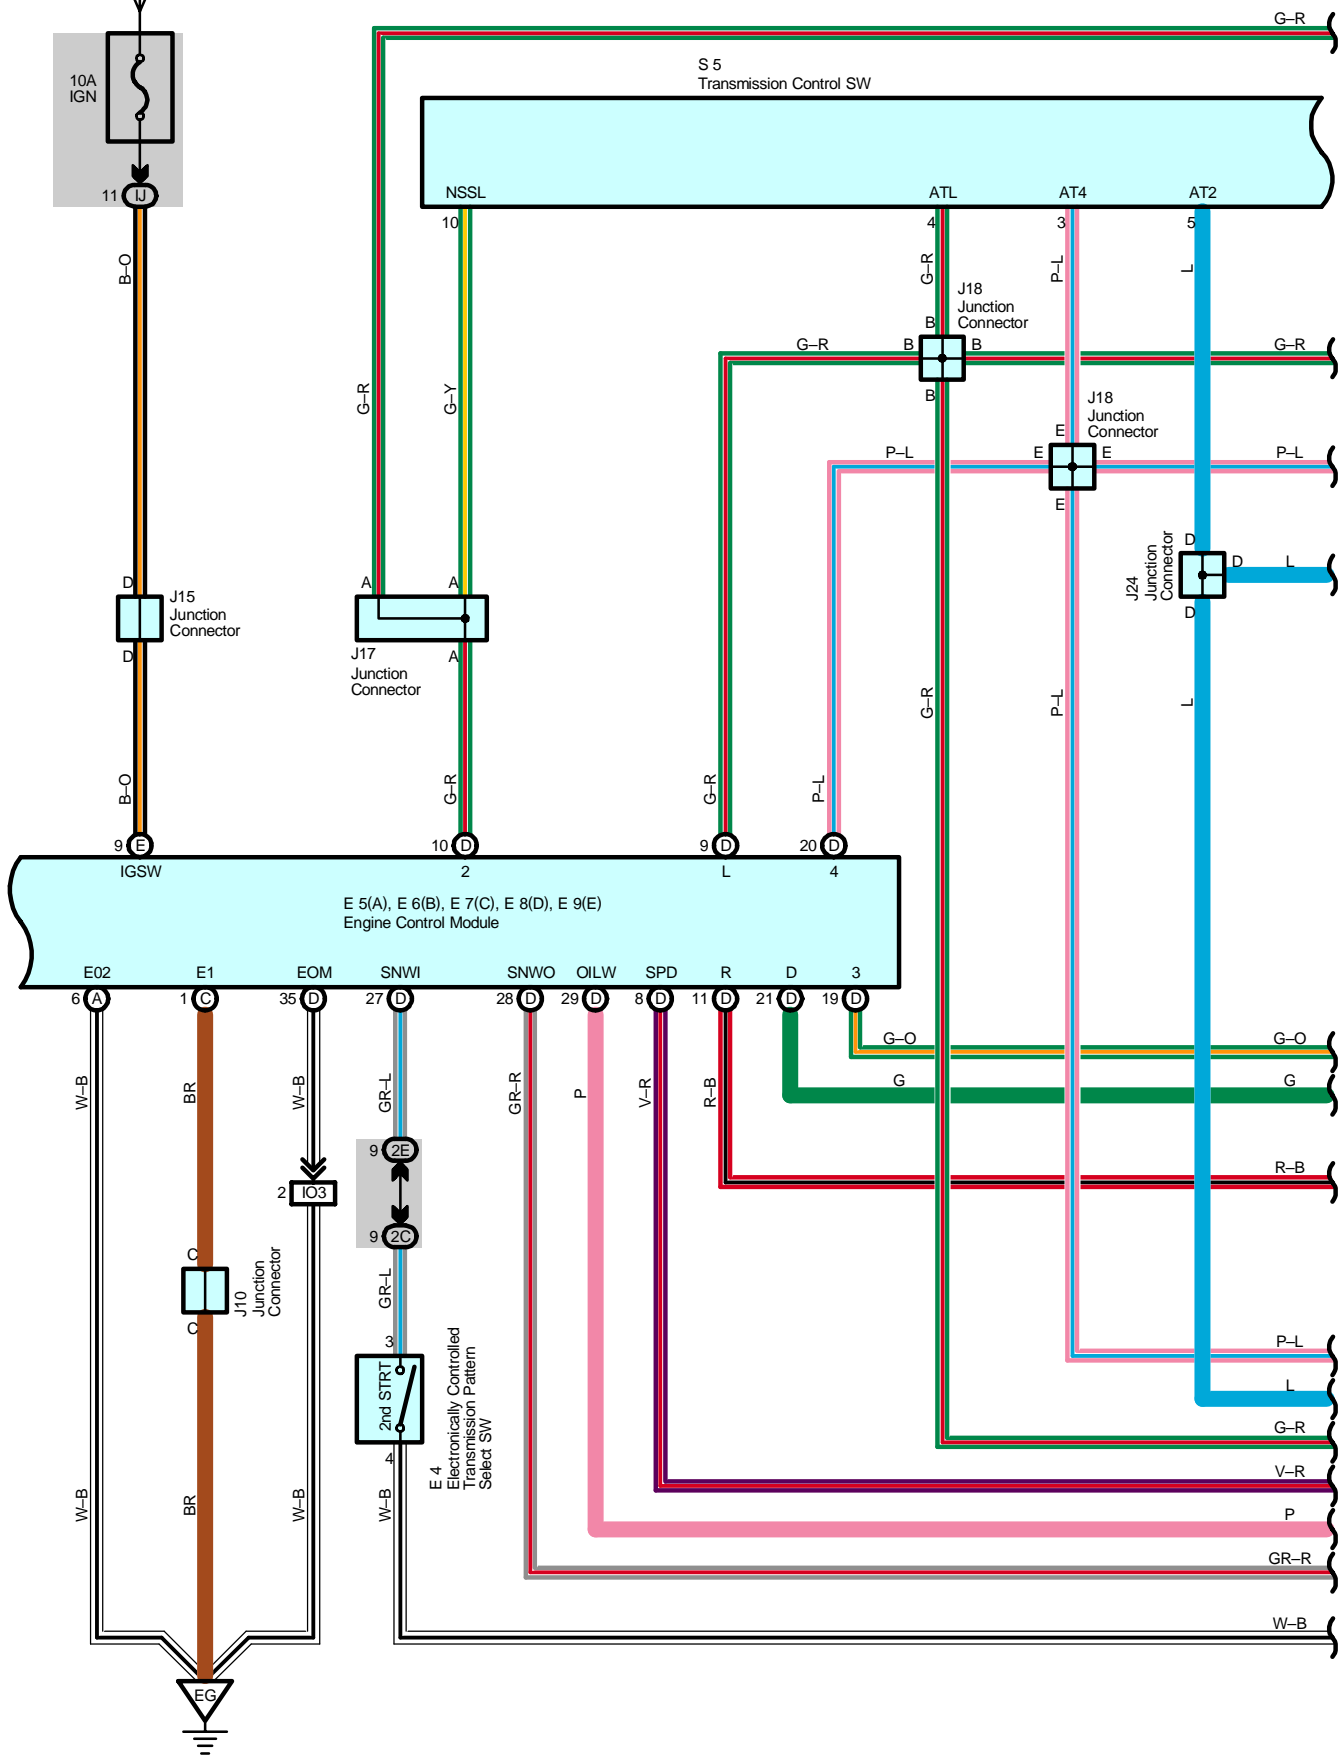 G–R
10A
IGN
S 5
Transmission Control SW
11 IJ
NSSL
ATL
AT4
AT2
10
4
3
5
B–O
G–R
P–L
L
J18
Junction
Connector
B
B
B
G–R
G–R
B
G–R
G–Y
J18
Junction
Connector
E
E
E
P–L
P–L
E
J24
Junction
Connector
D
D
L
D
D
J15
Junction
Connector
D
A
A
J17
Junction
Connector
A
G–R
P–L
L
B–O
G–R
G–R
P–L
9 E
10 D
9 D
20 D
IGSW
2
L
4
E 5(A), E 6(B), E 7(C), E 8(D), E 9(E)
Engine Control Module
E02
E1
EOM
SNWI
SNWO
OILW
SPD
R
D
3
6 A
1 C
35 D
27 D
28 D
29 D
8 D
11 D
21 D
19 D
G–O
G–O
G
G
W–B
BR
W–B
GR–L
GR–R
P
V–R
R–B
R–B
9 2E
2 IO3
9 2C
C
J10
Junction
Connector
C
GR–L
3
2nd STRT
4
E 4
Electronically Controlled
Transmission Pattern
Select SW
P–L
L
G–R
V–R
P
GR–R
W–B
W–B
BR
W–B
W–B
EG